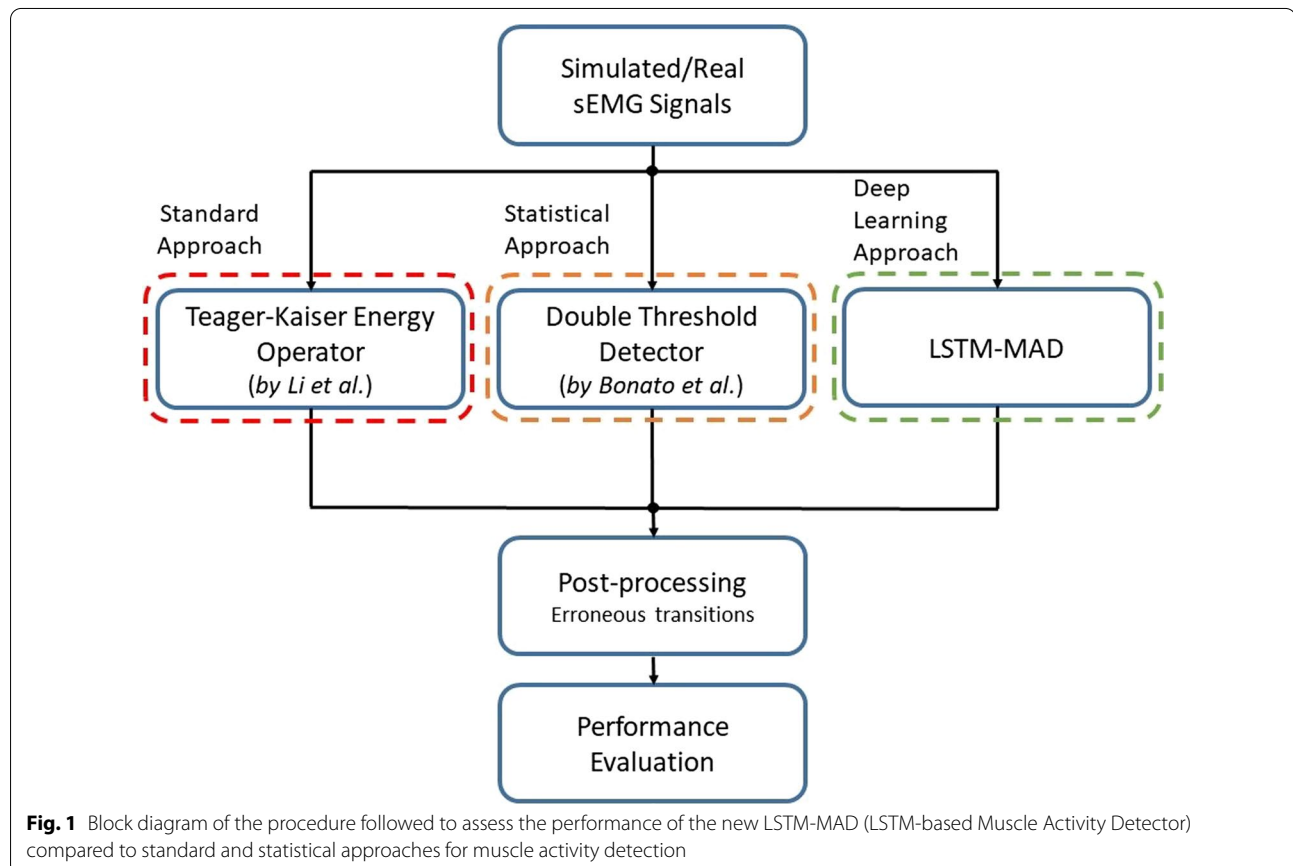 Simulated/Real
sEMG Signals
Standard
Approach
Statistical
Approach
Deep
Learning
Approach
Teager-Kaiser Energy
Operator
(by Li et al.)
Double Threshold
Detector
(by Bonato et al.)
LSTM-MAD
Post-processing
Erroneous transitions
Performance
Evaluation
Fig. 1 Block diagram of the procedure followed to assess the performance of the new LSTM-MAD (LSTM-based Muscle Activity Detector)
compared to standard and statistical approaches for muscle activity detection